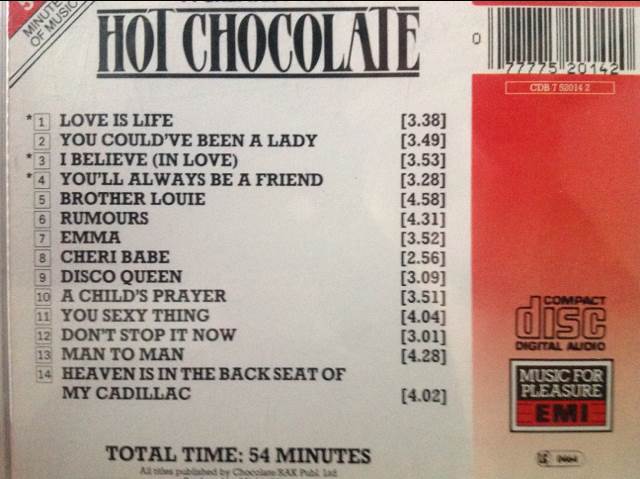 MINUTES
OF MUSIC
HOT CHOCOLATE
0 77775 20142
CDB 7 52014 2
* 1 LOVE IS LIFE [3.38]
2 YOU COULD'VE BEEN A LADY [3.49]
* 3 I BELIEVE (IN LOVE) [3.53]
* 4 YOU'LL ALWAYS BE A FRIEND [3.28]
5 BROTHER LOUIE [4.58]
6 RUMOURS [4.31]
7 EMMA [3.52]
8 CHERI BABE [2.56]
9 DISCO QUEEN [3.09]
10 A CHILD'S PRAYER [3.51]
11 YOU SEXY THING [4.04]
12 DON'T STOP IT NOW [3.01]
13 MAN TO MAN [4.28]
14 HEAVEN IS IN THE BACK SEAT OF
MY CADILLAC [4.02]
TOTAL TIME: 54 MINUTES
All titles published by Chocolate/RAK Publ. Ltd
COMPACT
disc
DIGITAL AUDIO
MUSIC FOR
PLEASURE
EMI